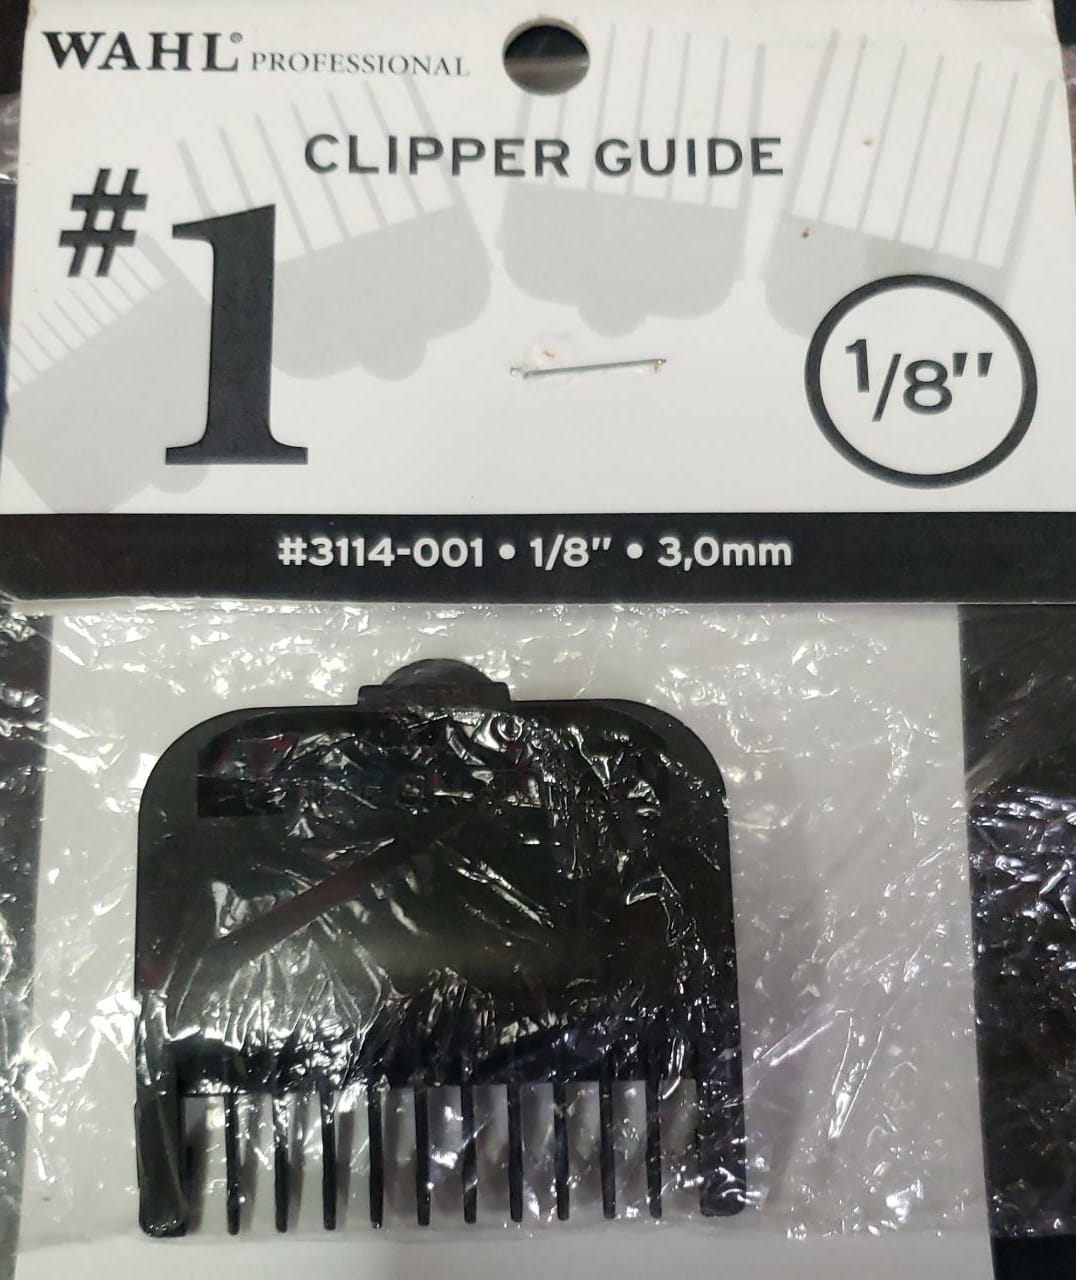 WAHL® PROFESSIONAL
CLIPPER GUIDE
#1
1/8"
#3114-001 • 1/8" • 3,0mm